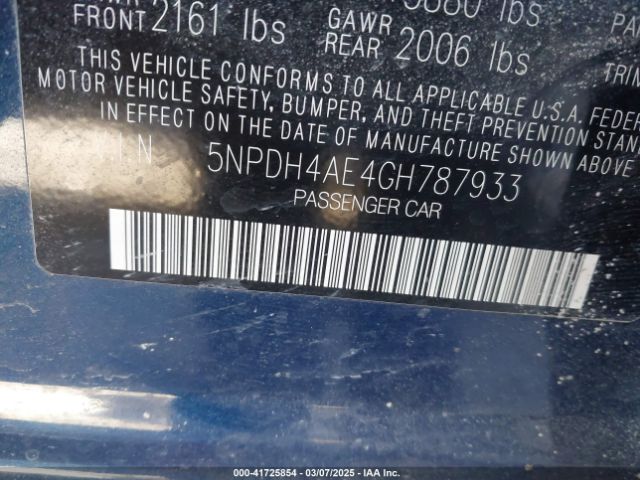 FRONT 2161 lbs
GAWR
REAR 2006 lbs
THIS VEHICLE CONFORMS TO ALL APPLICABLE U.S.A. FEDER
MOTOR VEHICLE SAFETY, BUMPER, AND THEFT PREVENTION STAN
IN EFFECT ON THE DATE OF MANUFACTURE SHOWN ABOVE
V.I.N 5NPDH4AE4GH787933
PASSENGER CAR
PA
TRIN
000-41725854 | 03/07/2025 | IAA Inc.